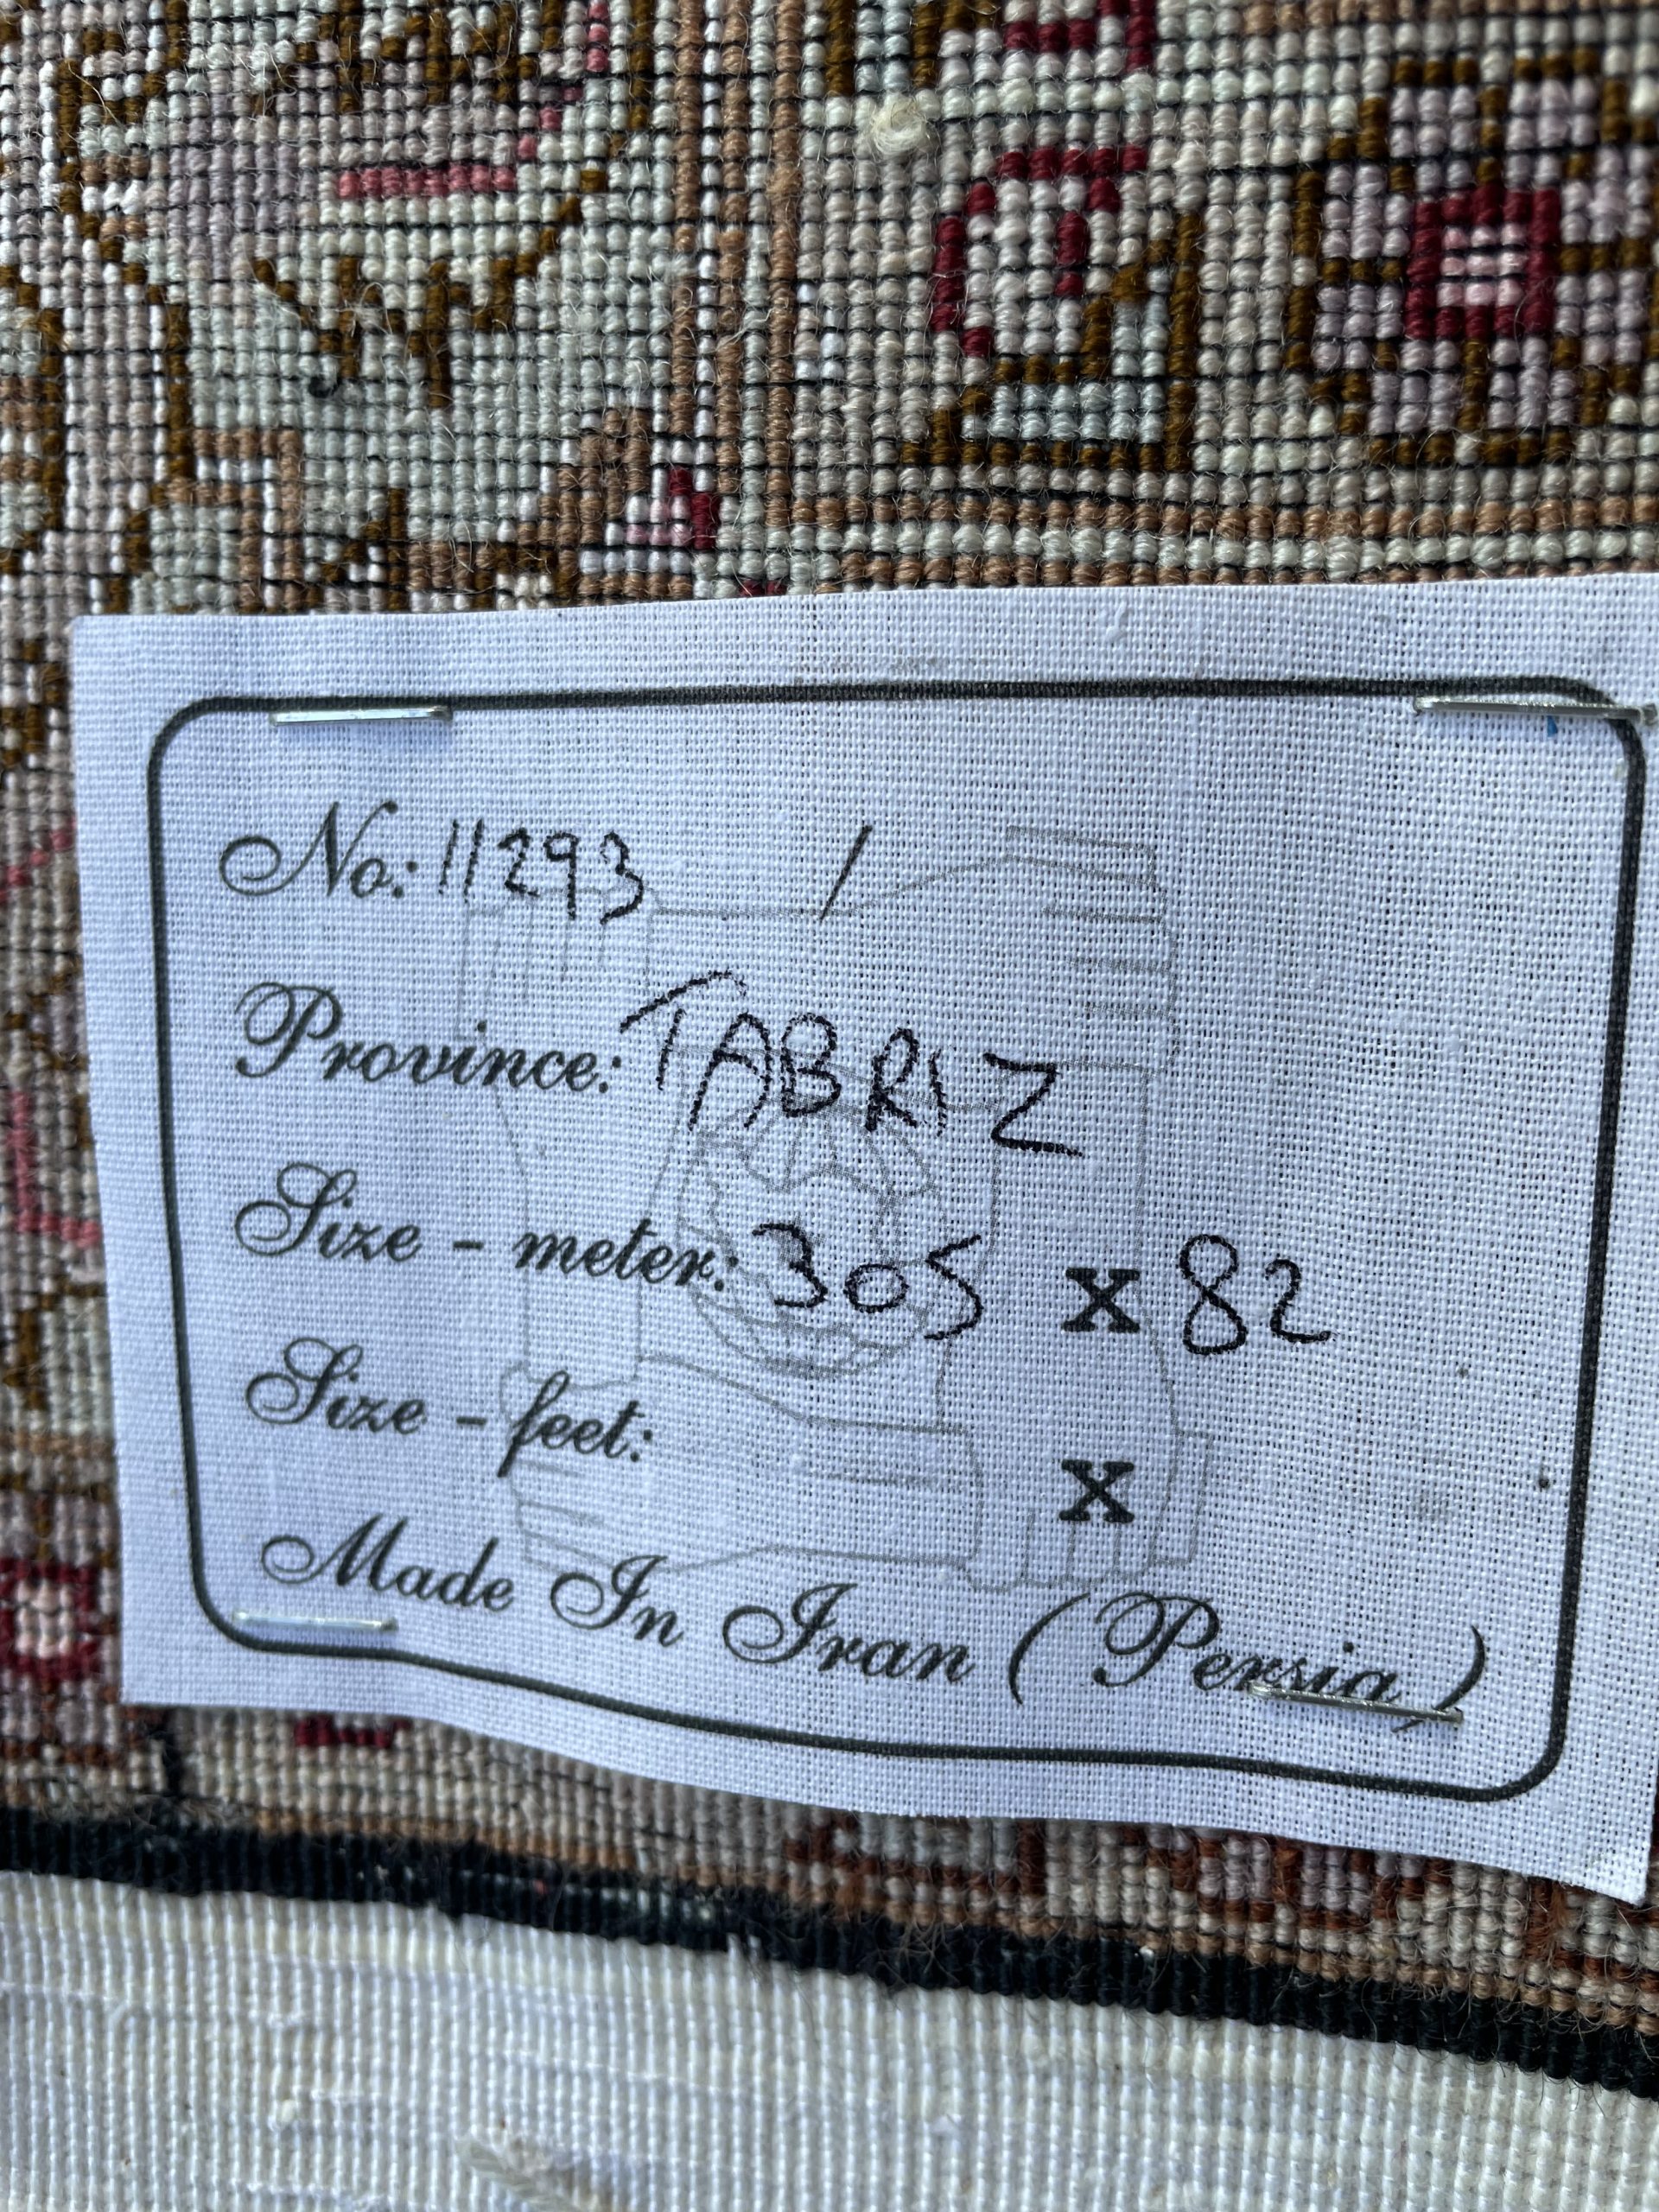 No: 11293 /
Province: TABRIZ
Size - meter: 305 x 82
Size - feet: x
Made In Iran (Persia)